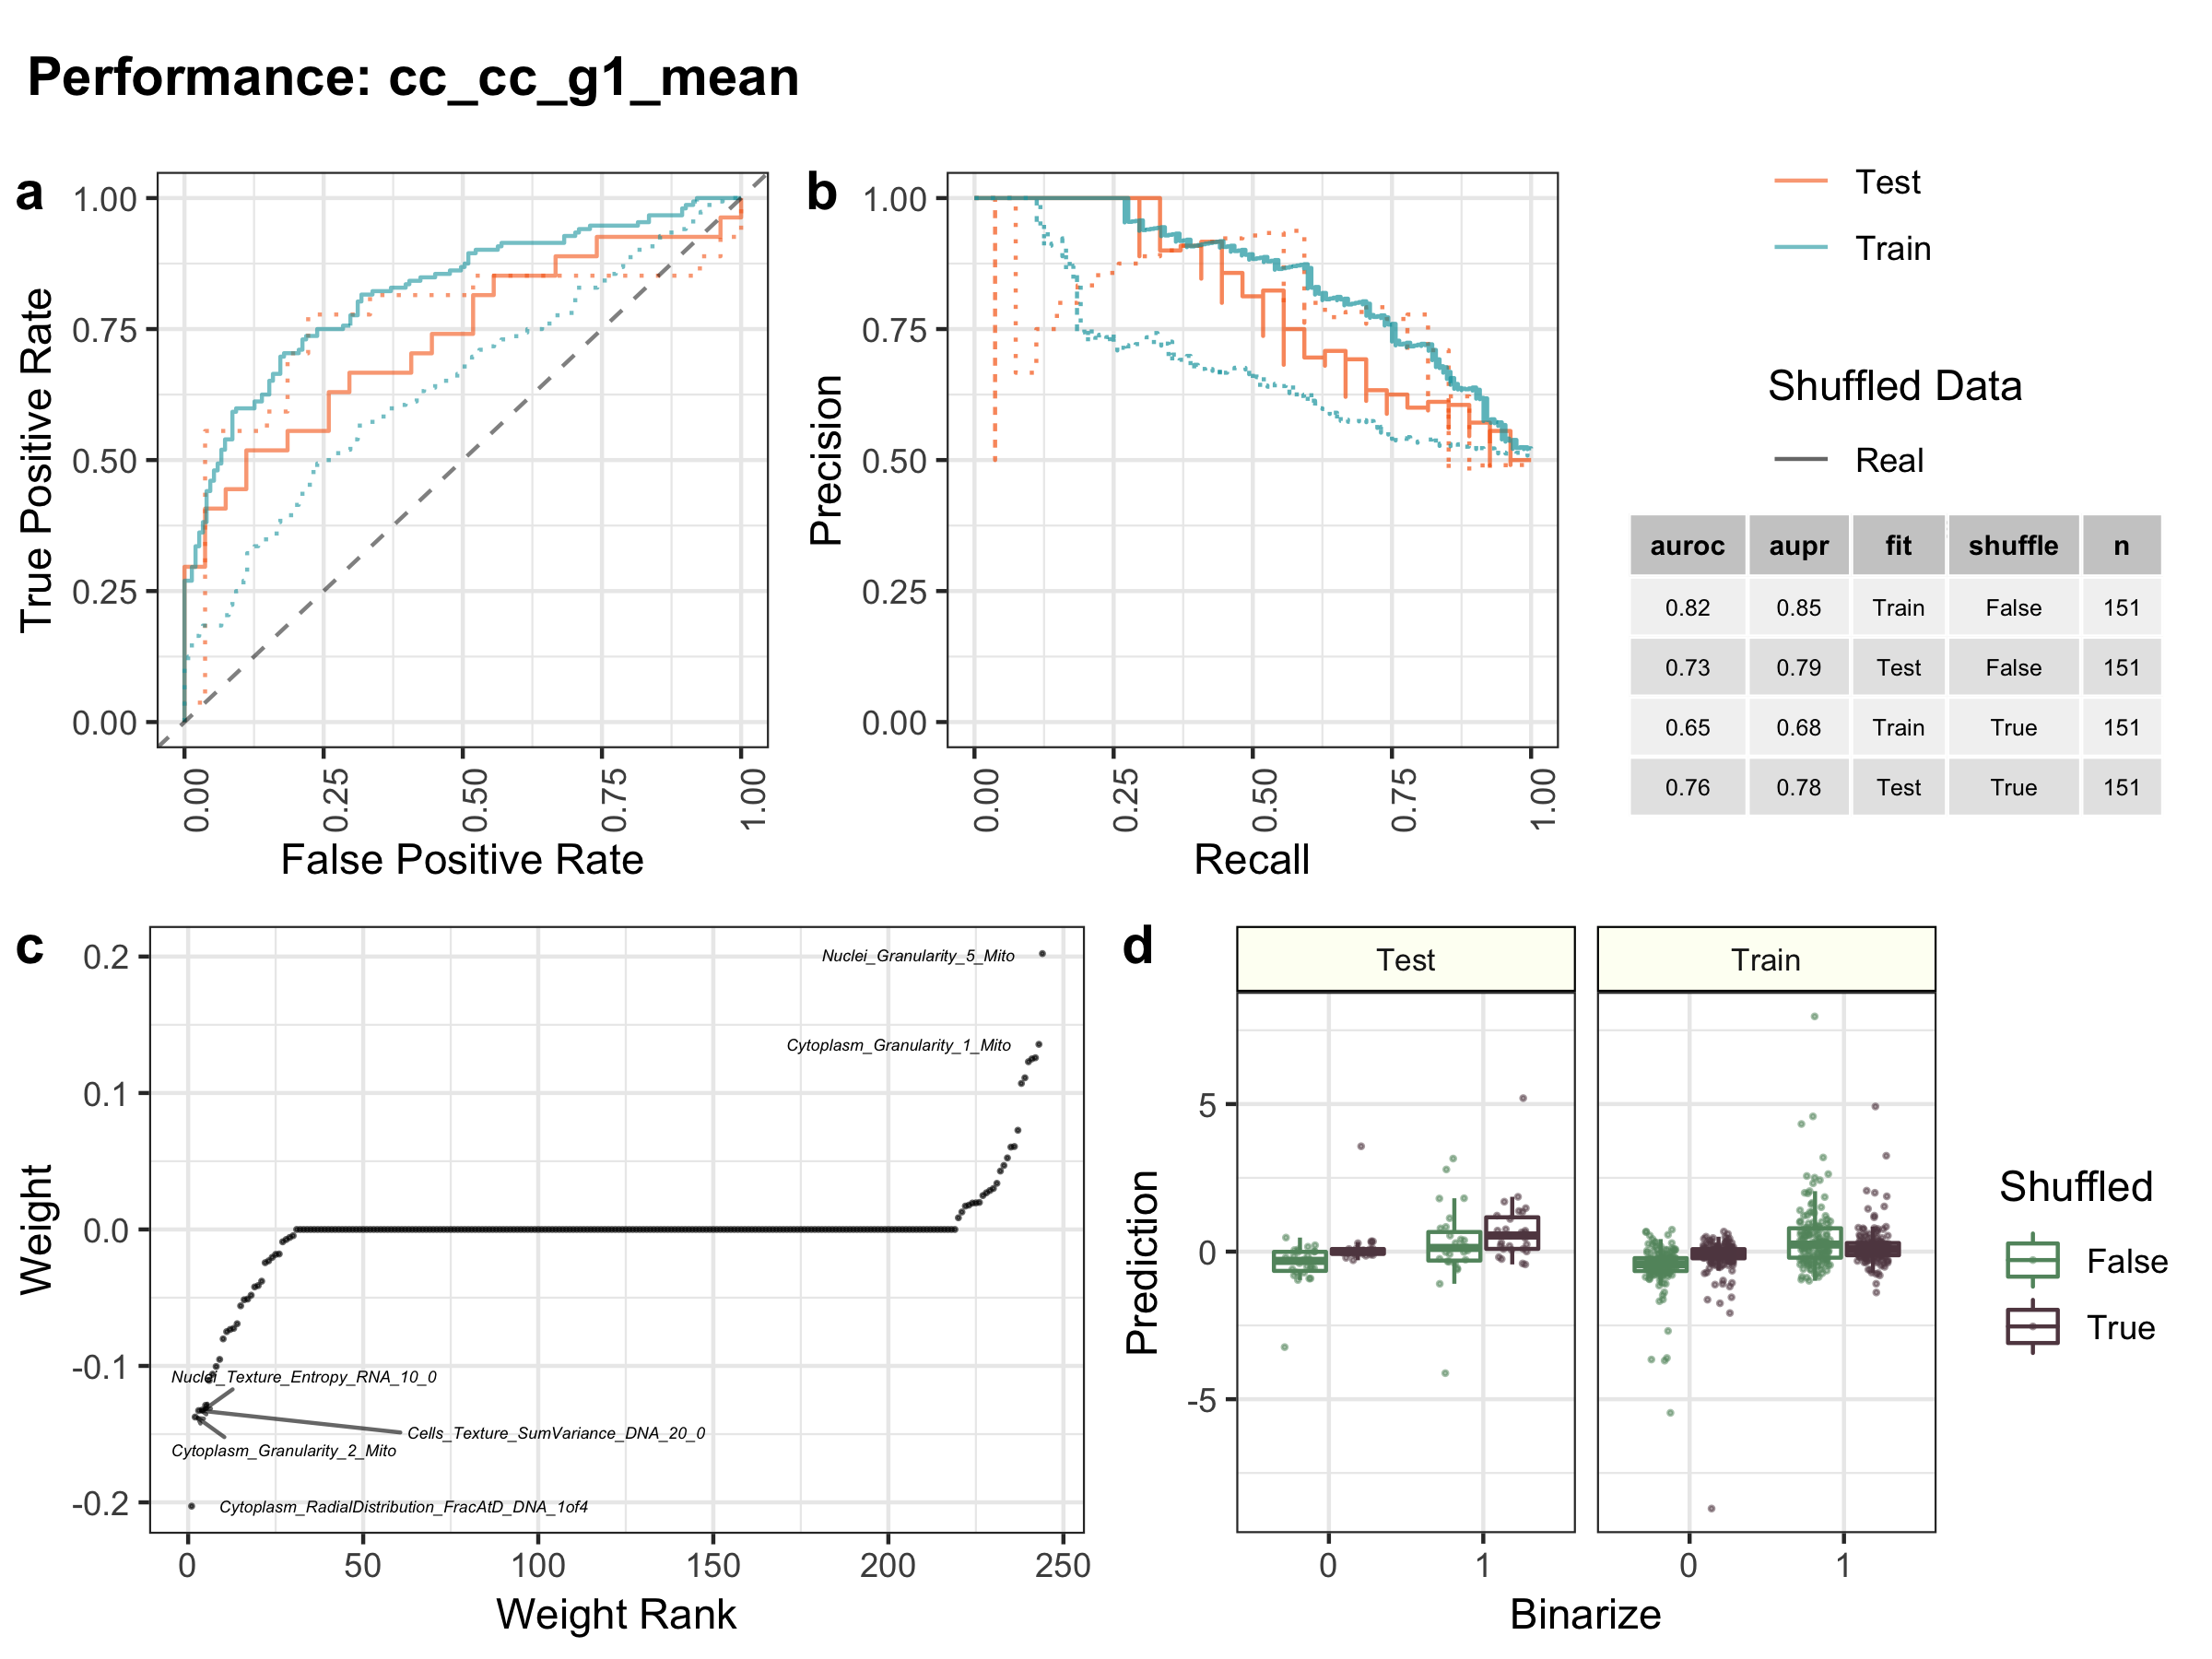 Performance: cc_cc_g1_mean
a
1.00
0.75
0.50
0.25
0.00
True Positive Rate
0.00
0.25
0.50
0.75
1.00
False Positive Rate
b
1.00
0.75
0.50
0.25
0.00
Precision
0.00
0.25
0.50
0.75
1.00
Recall
Test
Train
Shuffled Data
Real
auroc aupr fit shuffle n
0.82 0.85 Train False 151
0.73 0.79 Test False 151
0.65 0.68 Train True 151
0.76 0.78 Test True 151
c
0.2
0.1
0.0
-0.1
-0.2
Weight
Nuclei_Granularity_5_Mito
Cytoplasm_Granularity_1_Mito
Nuclei_Texture_Entropy_RNA_10_0
Cells_Texture_SumVariance_DNA_20_0
Cytoplasm_Granularity_2_Mito
Cytoplasm_RadialDistribution_FracAtD_DNA_1of4
0 50 100 150 200 250
Weight Rank
d
Test Train
5
0
-5
Prediction
0 1 0 1
Binarize
Shuffled
False
True